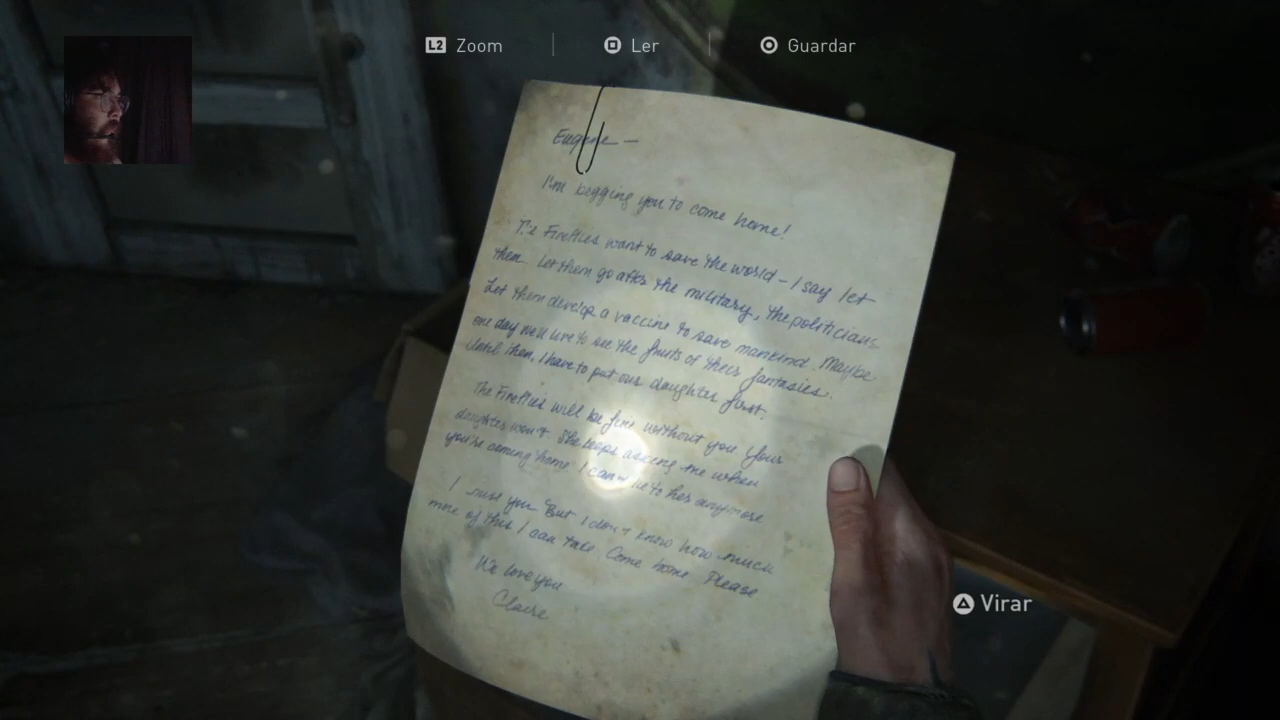 L2 Zoom Ler Guardar
Eugene —
I'm begging you to come home!
The Fireflies want to save the world – I say let
them. Let them go after the military, the politicians.
Let them develop a vaccine to save mankind. Maybe
one day we'll live to see the fruits of their fantasies.
Until then, I have to put our daughter first.
The Fireflies will be fine without you. Your
daughter won't. She keeps asking me when
you're coming home. I can't lie to her anymore
I miss you. But I don't know how much
more of this I can take. Come home. Please
We love you
Claire
Virar